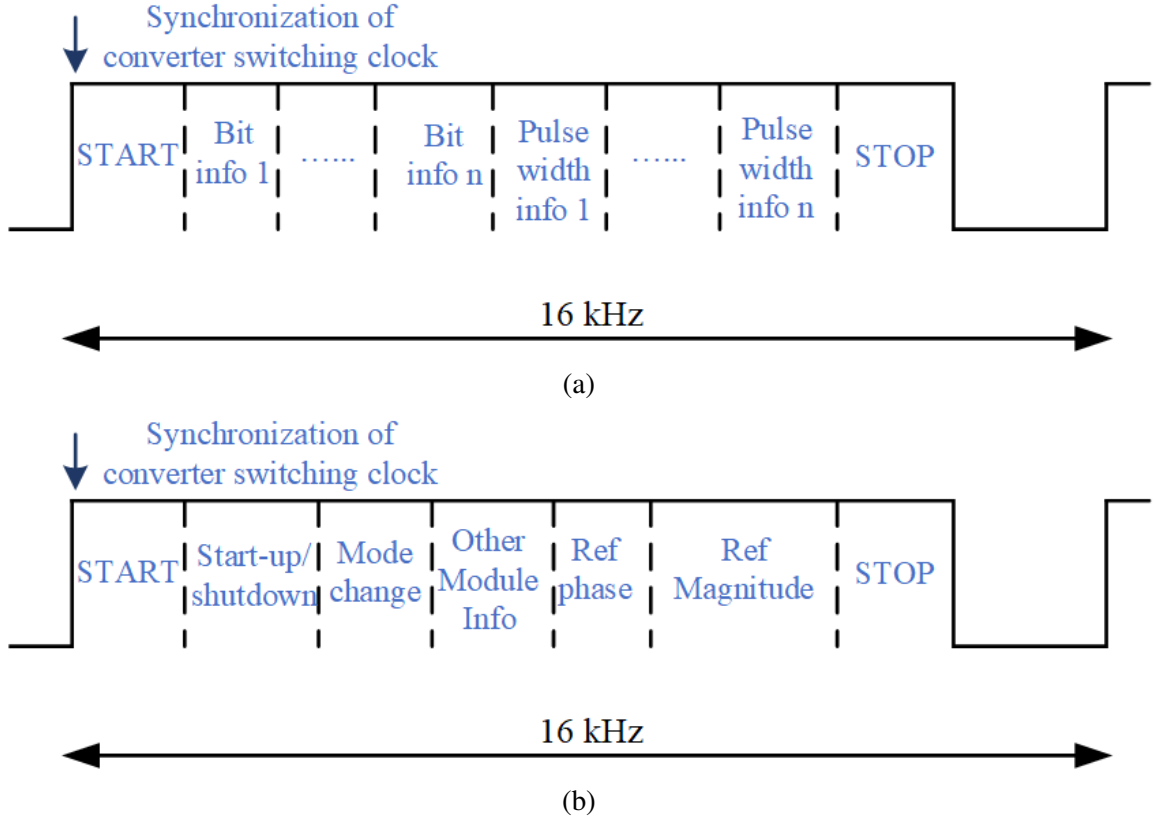 Synchronization of
converter switching clock
START
Bit
info 1
…...
Bit
info n
Pulse
width
info 1
…...
Pulse
width
info n
STOP
16 kHz
(a)
Synchronization of
converter switching clock
START
Start-up/
shutdown
Mode
change
Other
Module
Info
Ref
phase
Ref
Magnitude
STOP
16 kHz
(b)